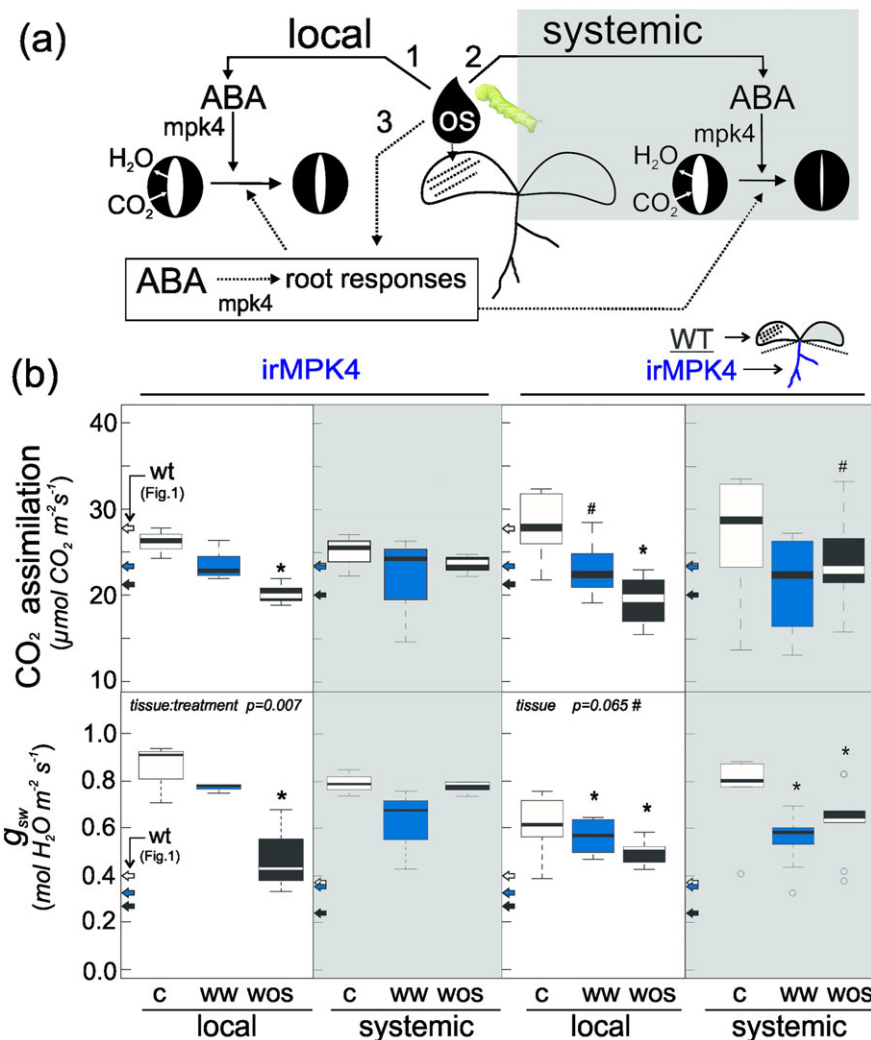 (a)
local
systemic
1
2
3
ABA
ABA
mpk4
mpk4
os
H₂O
H₂O
CO₂
CO₂
ABA
root responses
mpk4
WT
irMPK4
(b)
irMPK4
CO₂ assimilation
(µmol CO₂ m⁻²s⁻¹)
40
30
20
10
wt
(Fig.1)
*
#
*
#
tissue:treatment p=0.007
tissue p=0.065 #
gsw
(mol H₂O m⁻² s⁻¹)
1.0
0.8
0.6
0.4
0.2
0.0
wt
(Fig.1)
*
*
*
*
*
C WW WOS C WW WOS C WW WOS C WW WOS
local systemic local systemic